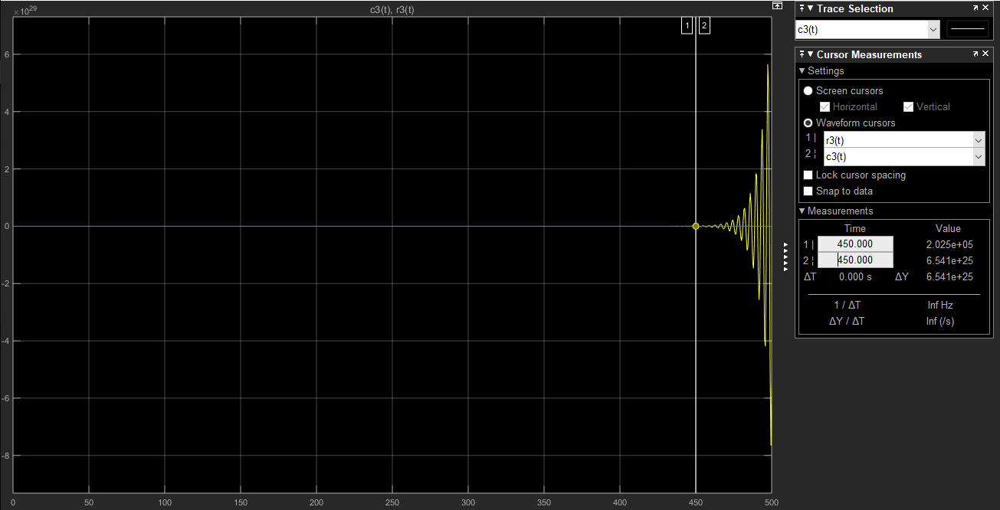 ×10^29
c3(t), r3(t)
6
4
2
0
-2
-4
-6
-8
0 50 100 150 200 250 300 350 400 450 500
1 2
Trace Selection
c3(t)
Cursor Measurements
Settings
Screen cursors
Horizontal Vertical
Waveform cursors
1 | r3(t)
2 ¦ c3(t)
Lock cursor spacing
Snap to data
Measurements
Time Value
1 | 450.000 2.025e+05
2 ¦ 450.000 6.541e+25
ΔT 0.000 s ΔY 6.541e+25
1 / ΔT Inf Hz
ΔY / ΔT Inf (/s)